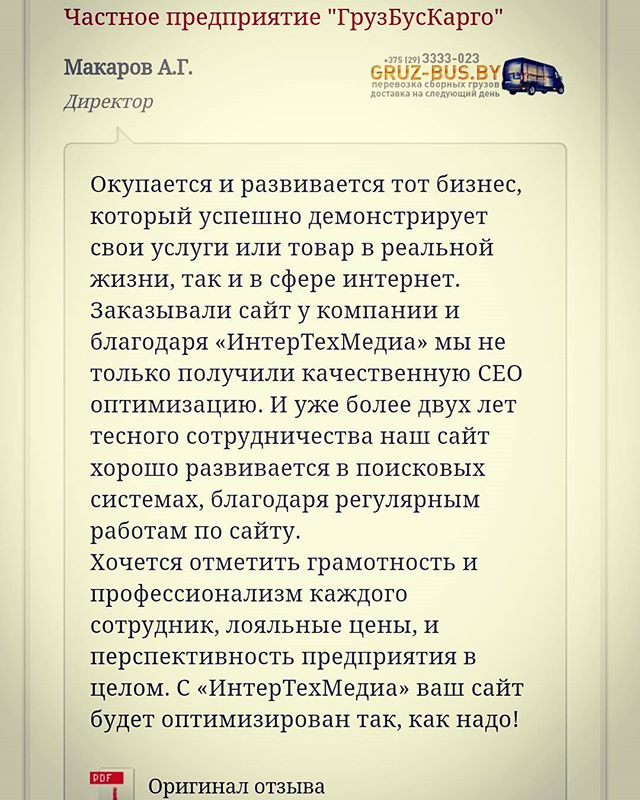 Частное предприятие "ГрузБусКарго"
Макаров А.Г.
Директор
+375 (29) 3333-023
GRUZ-BUS.BY
перевозка сборных грузов
доставка на следующий день
Окупается и развивается тот бизнес,
который успешно демонстрирует
свои услуги или товар в реальной
жизни, так и в сфере интернет.
Заказывали сайт у компании и
благодаря «ИнтерТехМедиа» мы не
только получили качественную СЕО
оптимизацию. И уже более двух лет
тесного сотрудничества наш сайт
хорошо развивается в поисковых
системах, благодаря регулярным
работам по сайту.
Хочется отметить грамотность и
профессионализм каждого
сотрудник, лояльные цены, и
перспективность предприятия в
целом. С «ИнтерТехМедиа» ваш сайт
будет оптимизирован так, как надо!
PDF
Оригинал отзыва